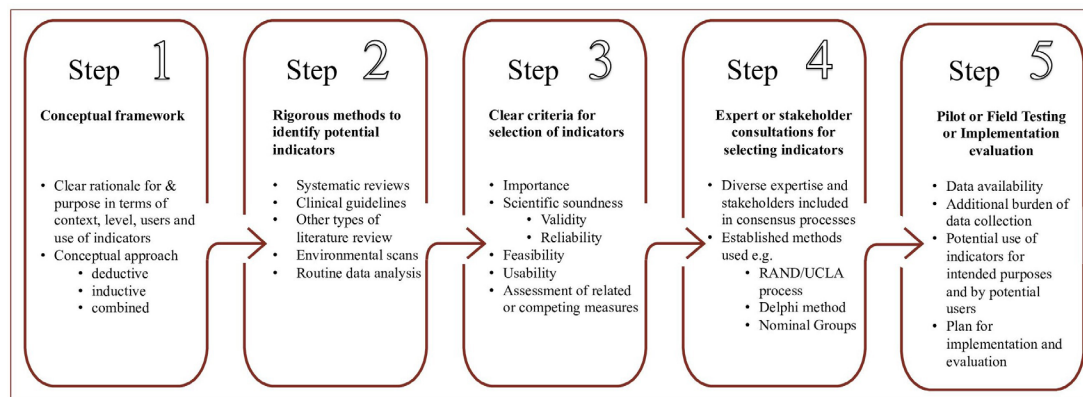 Step 1
Conceptual framework
• Clear rationale for &
purpose in terms of
context, level, users and
use of indicators
• Conceptual approach
• deductive
• inductive
• combined
Step 2
Rigorous methods to
identify potential
indicators
• Systematic reviews
• Clinical guidelines
• Other types of
literature review
• Environmental scans
• Routine data analysis
Step 3
Clear criteria for
selection of indicators
• Importance
• Scientific soundness
• Validity
• Reliability
• Feasibility
• Usability
• Assessment of related
or competing measures
Step 4
Expert or stakeholder
consultations for
selecting indicators
• Diverse expertise and
stakeholders included
in consensus processes
• Established methods
used e.g.
• RAND/UCLA
process
• Delphi method
• Nominal Groups
Step 5
Pilot or Field Testing
or Implementation
evaluation
• Data availability
• Additional burden of
data collection
• Potential use of
indicators for
intended purposes
and by potential
users
• Plan for
implementation and
evaluation